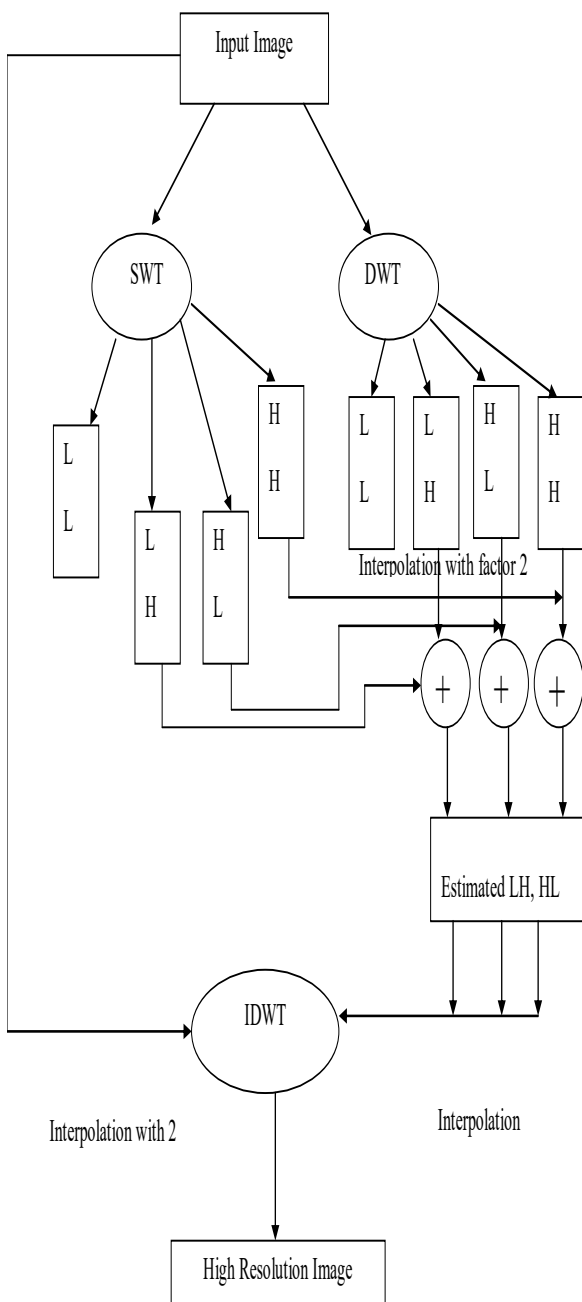 Input Image
SWT
DWT
L
L
L
H
H
L
H
H
L
L
L
H
H
L
H
H
Interpolation with factor 2
+
+
+
Estimated LH, HL
IDWT
Interpolation with 2
Interpolation
High Resolution Image